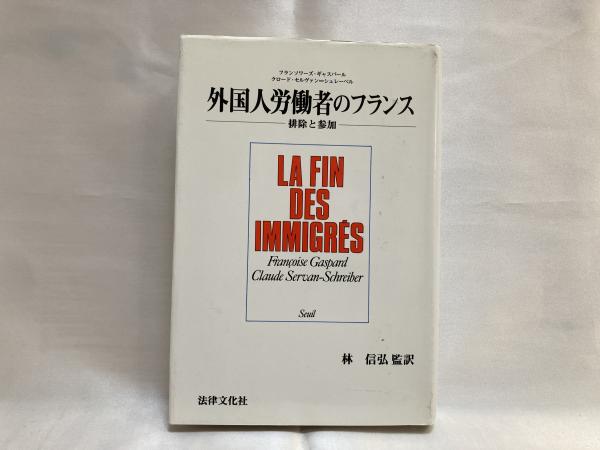 フランソワーズ・ギャスパール
クロード・セルヴァン＝シュレーベル
外国人労働者のフランス
排除と参加
LA FIN
DES
IMMIGRÉS
Françoise Gaspard
Claude Servan-Schreiber
Seuil
林 信弘 監訳
法律文化社